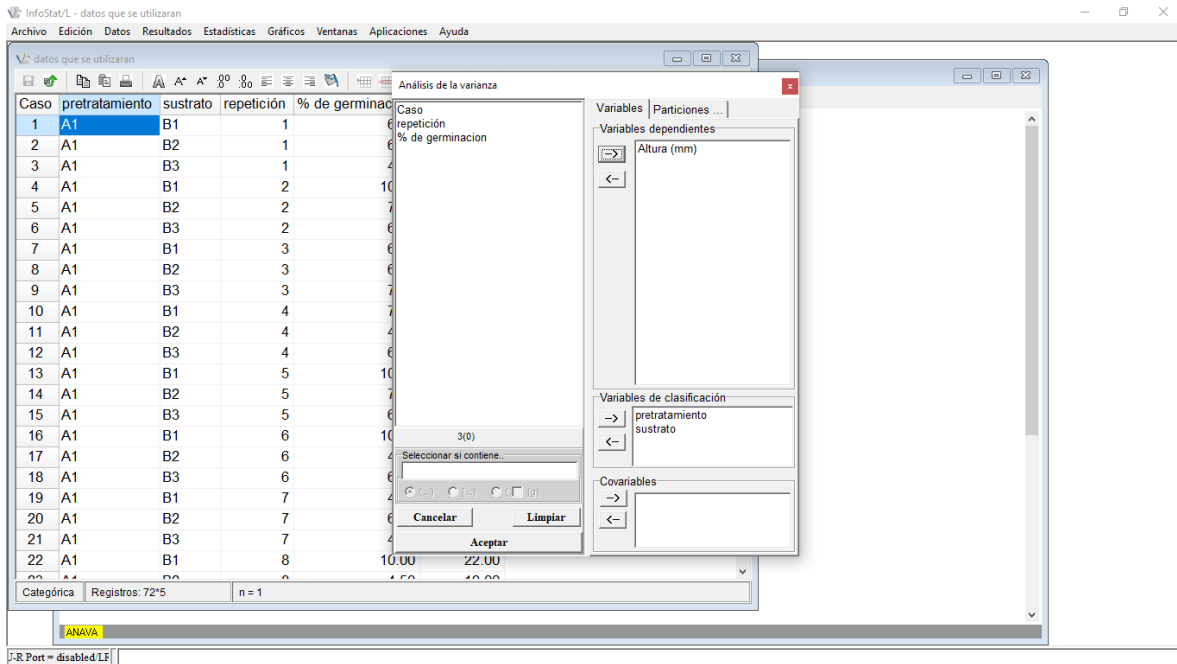 InfoStat/L - datos que se utilizaran
Archivo Edición Datos Resultados Estadísticas Gráficos Ventanas Aplicaciones Ayuda
datos que se utilizaran
Caso pretratamiento sustrato repetición % de germinac
1 A1 B1 1
2 A1 B2 1
3 A1 B3 1
4 A1 B1 2 10
5 A1 B2 2
6 A1 B3 2
7 A1 B1 3
8 A1 B2 3
9 A1 B3 3
10 A1 B1 4
11 A1 B2 4
12 A1 B3 4
13 A1 B1 5 10
14 A1 B2 5
15 A1 B3 5
16 A1 B1 6 10
17 A1 B2 6
18 A1 B3 6
19 A1 B1 7
20 A1 B2 7
21 A1 B3 7
22 A1 B1 8 10.00 22.00
Categórica Registros: 72*5 n = 1
Análisis de la varianza
Caso
repetición
% de germinacion
3(0)
Seleccionar si contiene..
(...) [...) (g)
Cancelar Limpiar
Aceptar
Variables Particiones ...
Variables dependientes
-->
Altura (mm)
<--
Variables de clasificación
-->
pretratamiento
sustrato
<--
Covariables
-->
<--
ANAVA
J-R Port = disabled/LF